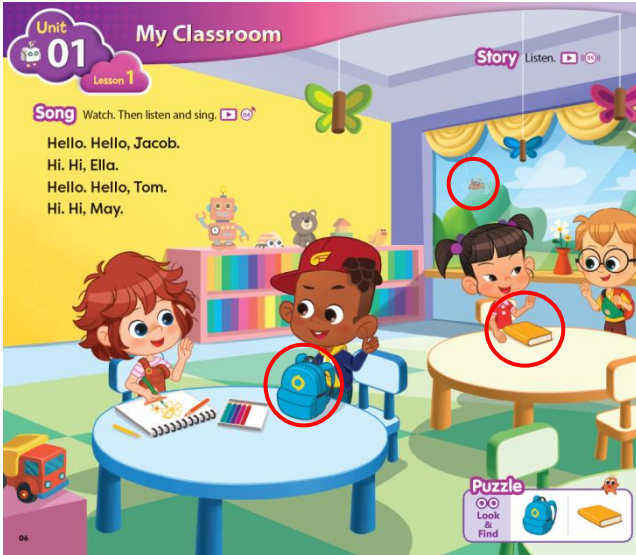 Unit
01
Lesson 1
My Classroom
Story Listen. 05
Song Watch. Then listen and sing. 04
Hello. Hello, Jacob.
Hi. Hi, Ella.
Hello. Hello, Tom.
Hi. Hi, May.
Puzzle
Look
&
Find
06